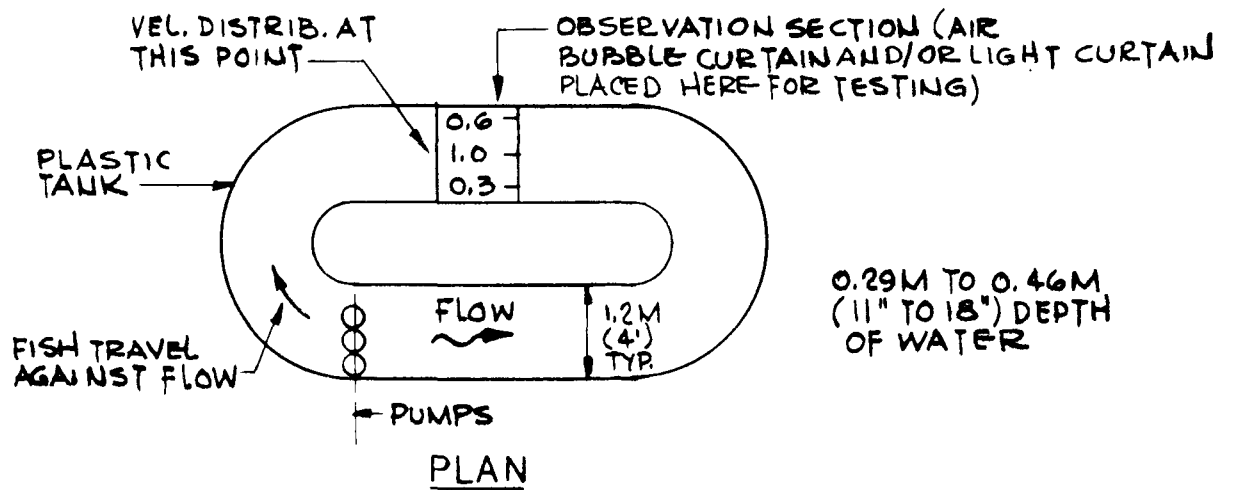 VEL. DISTRIB. AT
THIS POINT
OBSERVATION SECTION (AIR
BUBBLE CURTAIN AND/OR LIGHT CURTAIN
PLACED HERE FOR TESTING)
0.6
1.0
0.3
PLASTIC
TANK
0.29M TO 0.46M
(11" TO 18") DEPTH
OF WATER
FLOW
1.2M
(4')
TYP.
FISH TRAVEL
AGAINST FLOW
PUMPS
PLAN